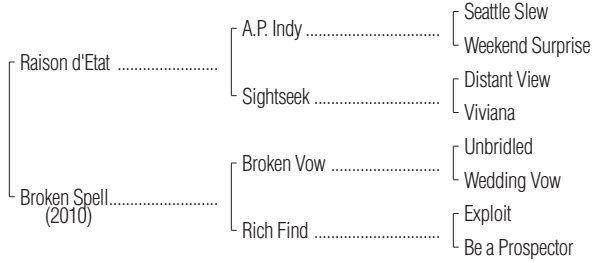 Seattle Slew
A.P. Indy ..............................
Weekend Surprise
Raison d'Etat ........................
Distant View
Sightseek ............................
Viviana
Unbridled
Broken Vow ........................
Wedding Vow
Broken Spell........................
(2010)
Exploit
Rich Find ............................
Be a Prospector